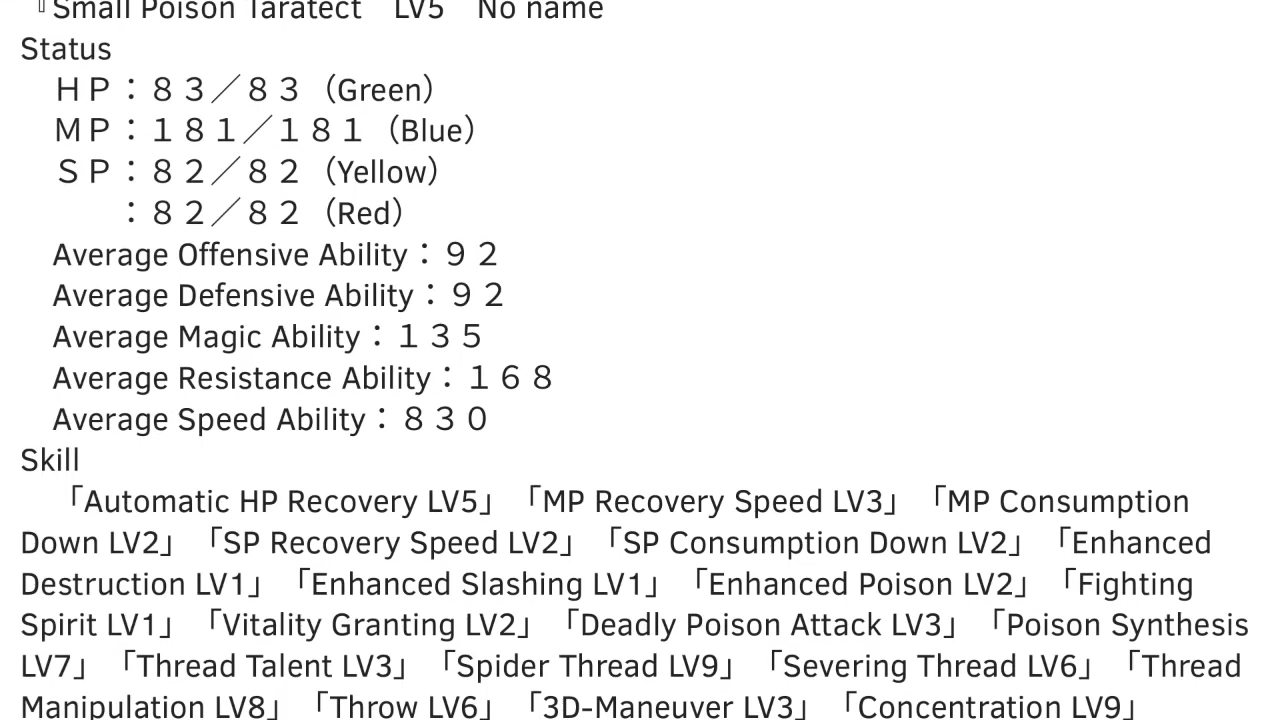 『Small Poison Taratect　LV5　No name
Status
　ＨＰ：８３／８３（Green）
　ＭＰ：１８１／１８１（Blue）
　ＳＰ：８２／８２（Yellow）
　　　：８２／８２（Red）
　Average Offensive Ability：９２
　Average Defensive Ability：９２
　Average Magic Ability：１３５
　Average Resistance Ability：１６８
　Average Speed Ability：８３０
Skill
　「Automatic HP Recovery LV5」「MP Recovery Speed LV3」「MP Consumption
Down LV2」「SP Recovery Speed LV2」「SP Consumption Down LV2」「Enhanced
Destruction LV1」「Enhanced Slashing LV1」「Enhanced Poison LV2」「Fighting
Spirit LV1」「Vitality Granting LV2」「Deadly Poison Attack LV3」「Poison Synthesis
LV7」「Thread Talent LV3」「Spider Thread LV9」「Severing Thread LV6」「Thread
Manipulation LV8」「Throw LV6」「3D-Maneuver LV3」「Concentration LV9」